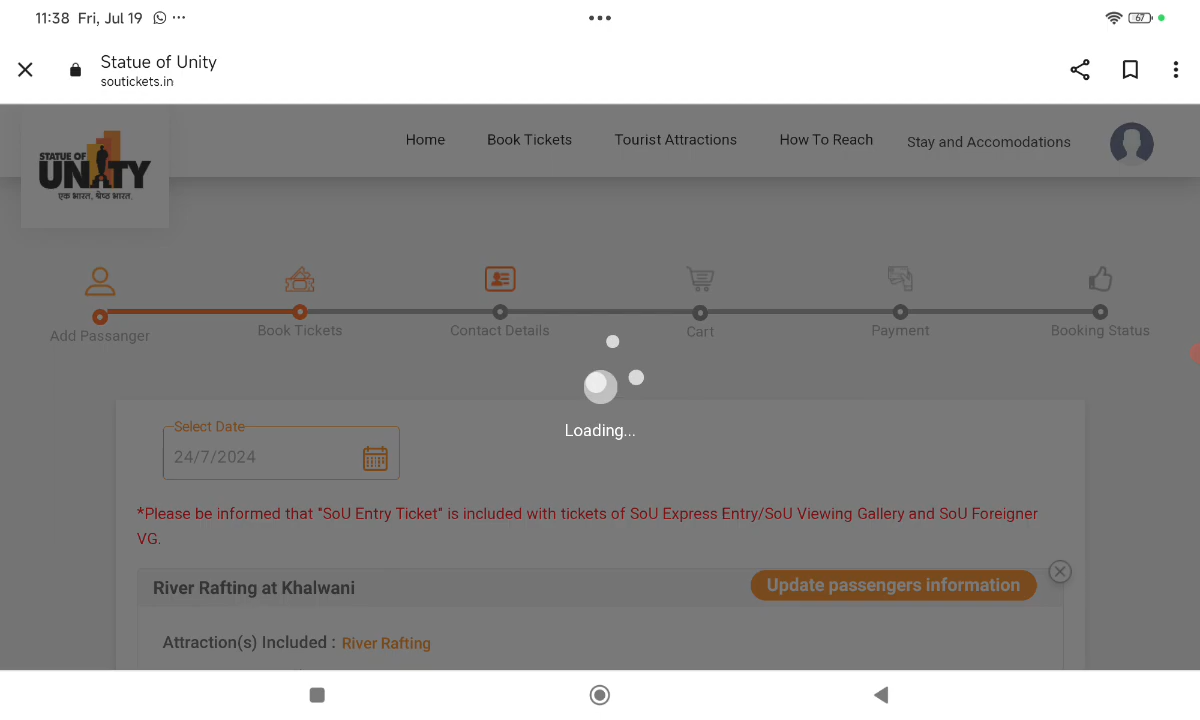 11:38 Fri, Jul 19
67
Statue of Unity
soutickets.in
STATUE OF
UNITY
एक भारत, श्रेष्ठ भारत.
Home
Book Tickets
Tourist Attractions
How To Reach
Stay and Accomodations
Add Passanger
Book Tickets
Contact Details
Cart
Payment
Booking Status
Loading...
Select Date
24/7/2024
*Please be informed that "SoU Entry Ticket" is included with tickets of SoU Express Entry/SoU Viewing Gallery and SoU Foreigner
VG.
River Rafting at Khalwani
Update passengers information
Attraction(s) Included : River Rafting